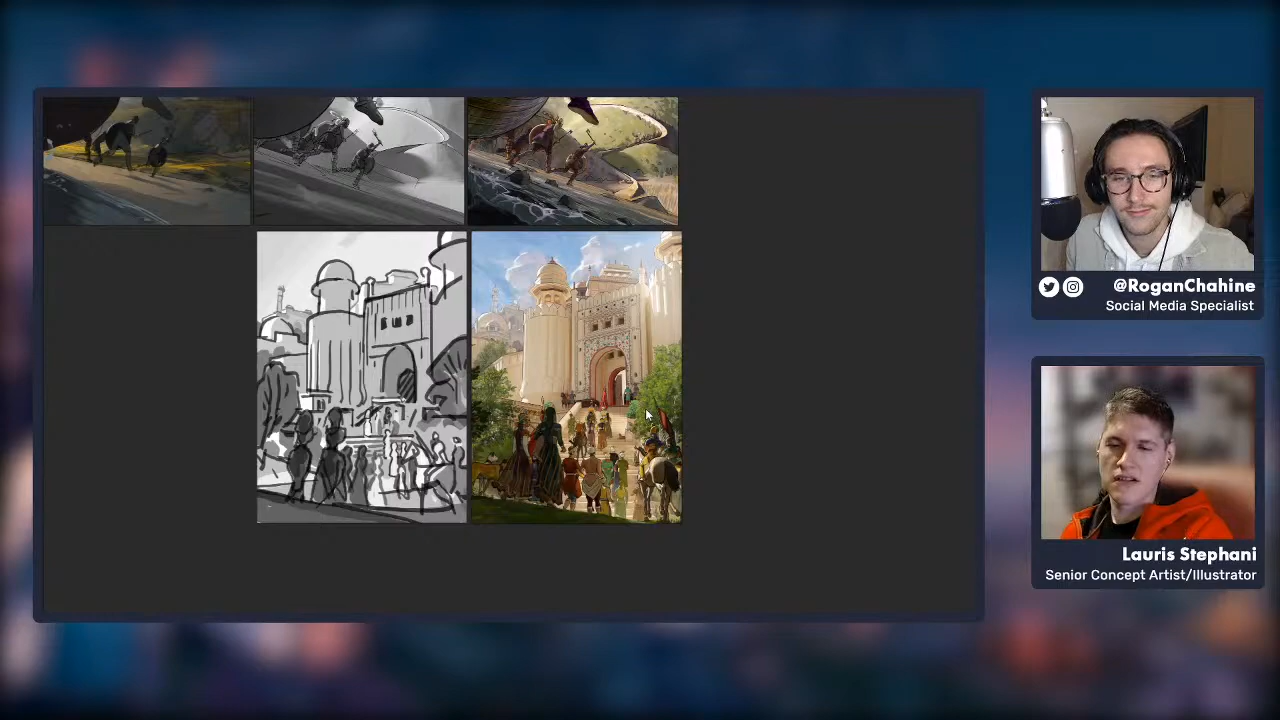 @RoganChahine
Social Media Specialist
Lauris Stephani
Senior Concept Artist/Illustrator